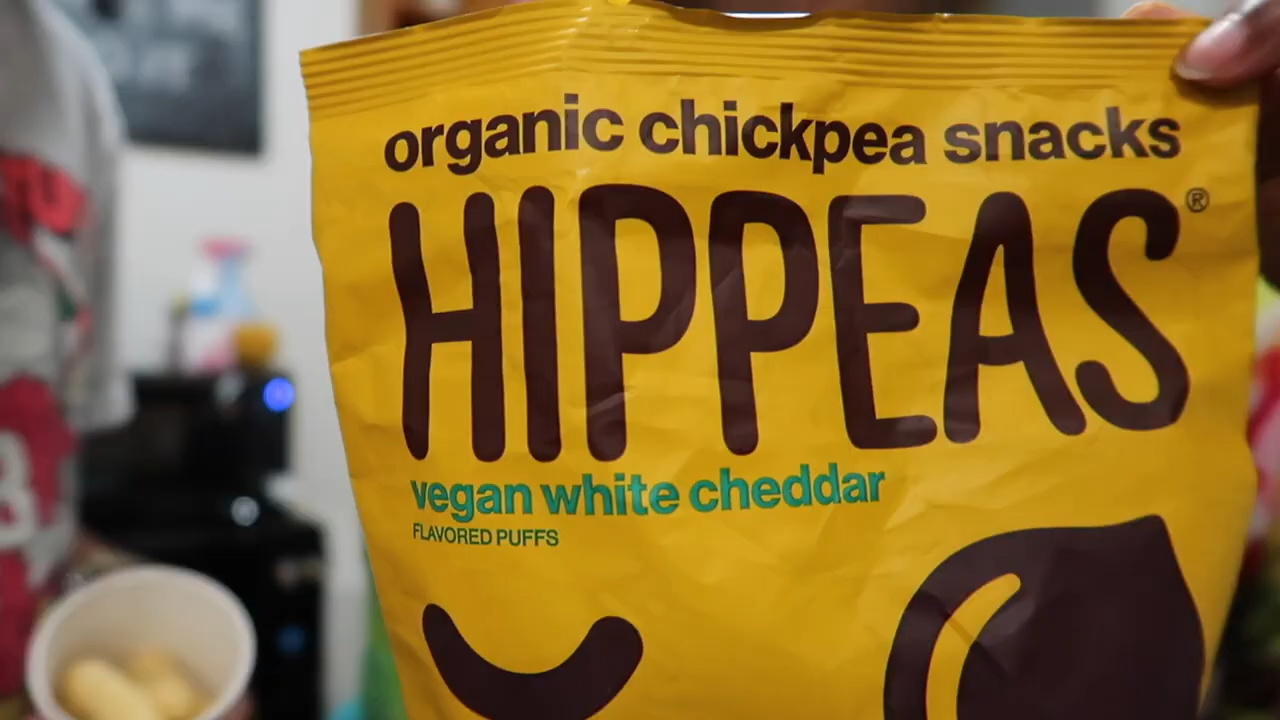 organic chickpea snacks
HIPPEAS®
vegan white cheddar
FLAVORED PUFFS